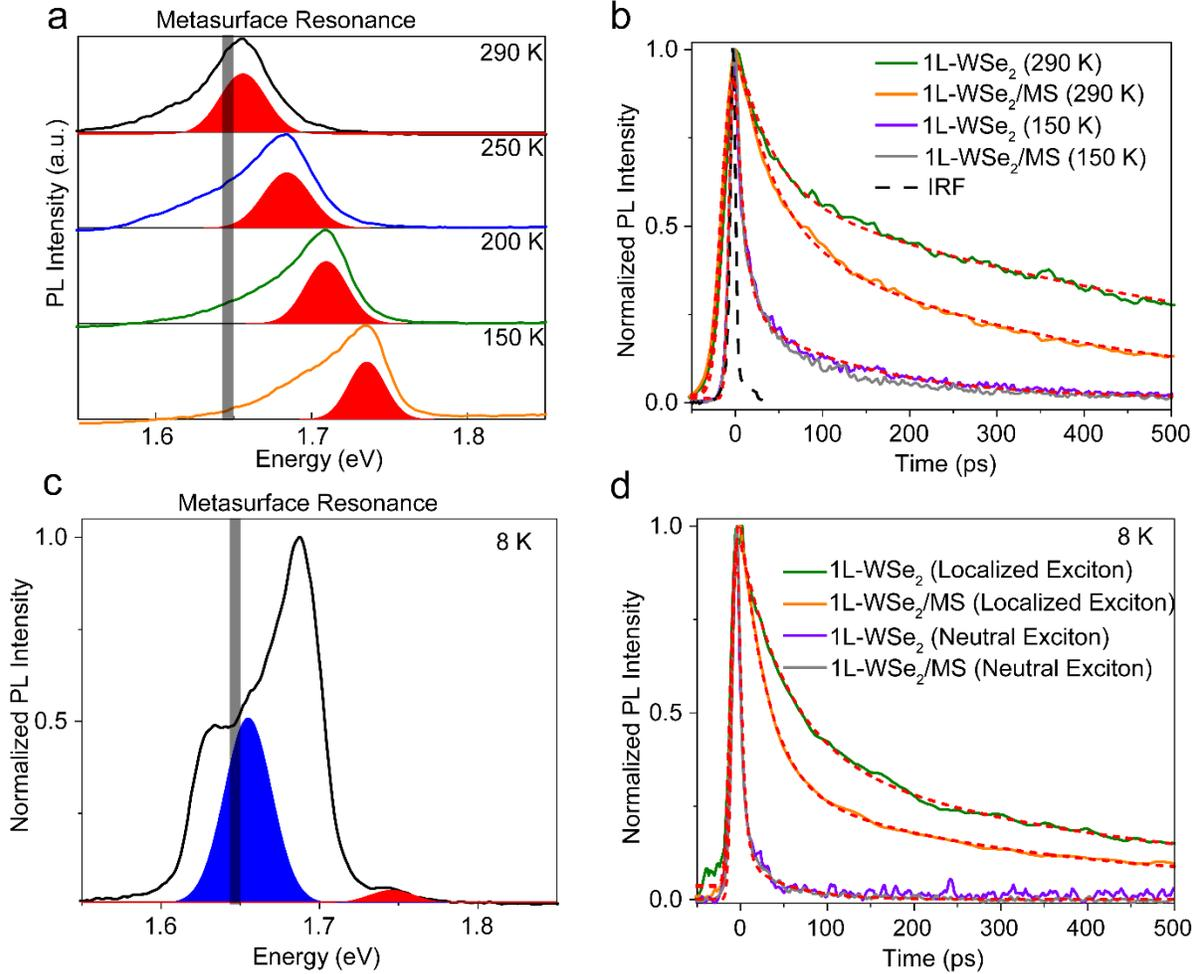 a
Metasurface Resonance
290 K
250 K
200 K
150 K
PL Intensity (a.u.)
1.6
1.7
1.8
Energy (eV)
b
1.0
0.5
0.0
Normalized PL Intensity
1L-WSe2 (290 K)
1L-WSe2/MS (290 K)
1L-WSe2 (150 K)
1L-WSe2/MS (150 K)
IRF
0
100
200
300
400
500
Time (ps)
c
Metasurface Resonance
8 K
1.0
0.5
Normalized PL Intensity
1.6
1.7
1.8
Energy (eV)
d
8 K
1.0
0.5
0.0
Normalized PL Intensity
1L-WSe2 (Localized Exciton)
1L-WSe2/MS (Localized Exciton)
1L-WSe2 (Neutral Exciton)
1L-WSe2/MS (Neutral Exciton)
0
100
200
300
400
500
Time (ps)